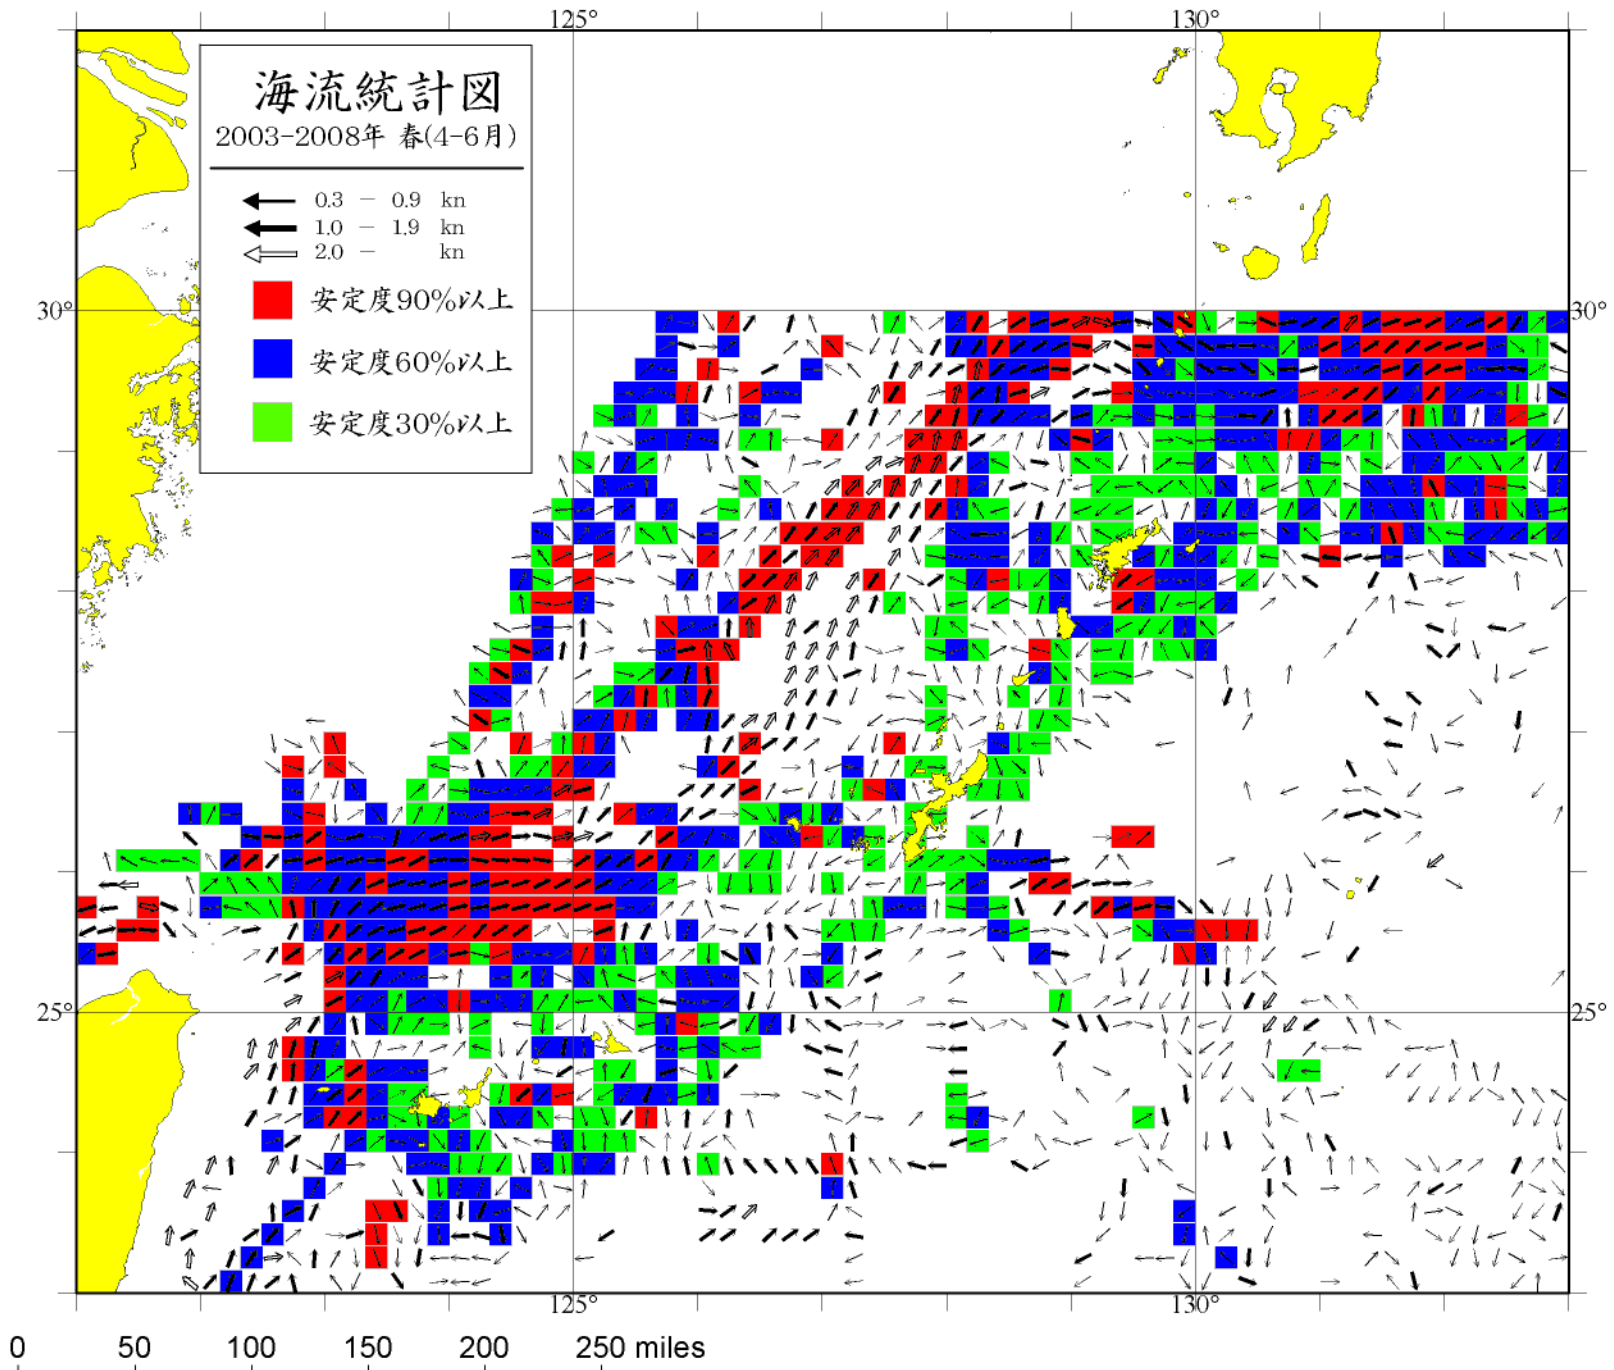 125° 130°
海流統計図
2003-2008年 春(4-6月)
0.3 - 0.9 kn
1.0 - 1.9 kn
2.0 - kn
安定度90%以上
安定度60%以上
安定度30%以上
30° 30°
25° 25°
125° 130°
0 50 100 150 200 250 miles